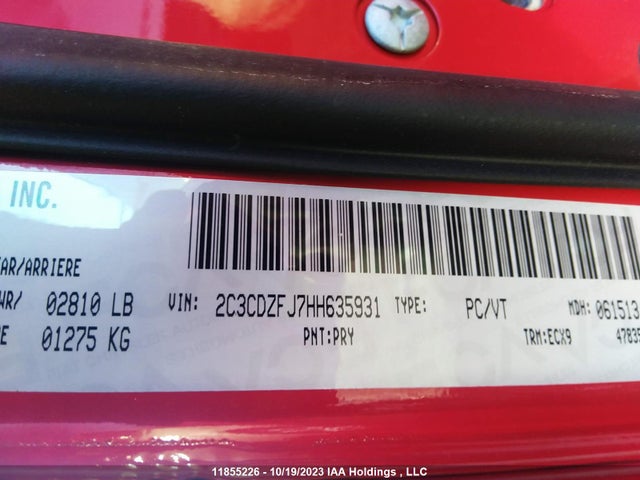 INC.
AR/ARRIERE
WR/ 02810 LB VIN: 2C3CDZFJ7HH635931 TYPE: PC/VT MDH: 061513
E 01275 KG PNT:PRY TRM:ECX9 4783
11855226 - 10/19/2023 IAA Holdings , LLC